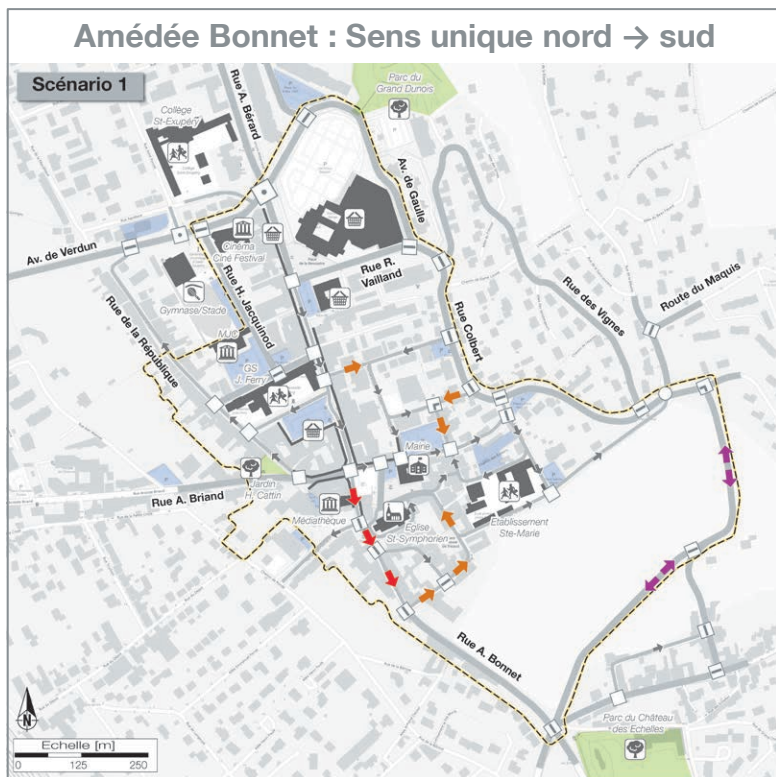 Amédée Bonnet : Sens unique nord → sud
Scénario 1
Parc du
Grand Dunois
Rue A. Bérard
Collège
St-Exupéry
Av. de Gaulle
Av. de Verdun
Cinéma
Ciné Festival
Rue R.
Vailland
Rue H. Jacquinod
Gymnase/Stade
Rue de la République
MJC
GS
J. Ferry
Rue Colbert
Rue des Vignes
Route du Maquis
Mairie
Jardin
H. Cattin
Rue A. Briand
Médiathèque
Eglise
St-Symphorien
Etablissement
Ste-Marie
Rue A. Bonnet
Parc du Château
des Echelles
N
Echelle [m]
0 125 250